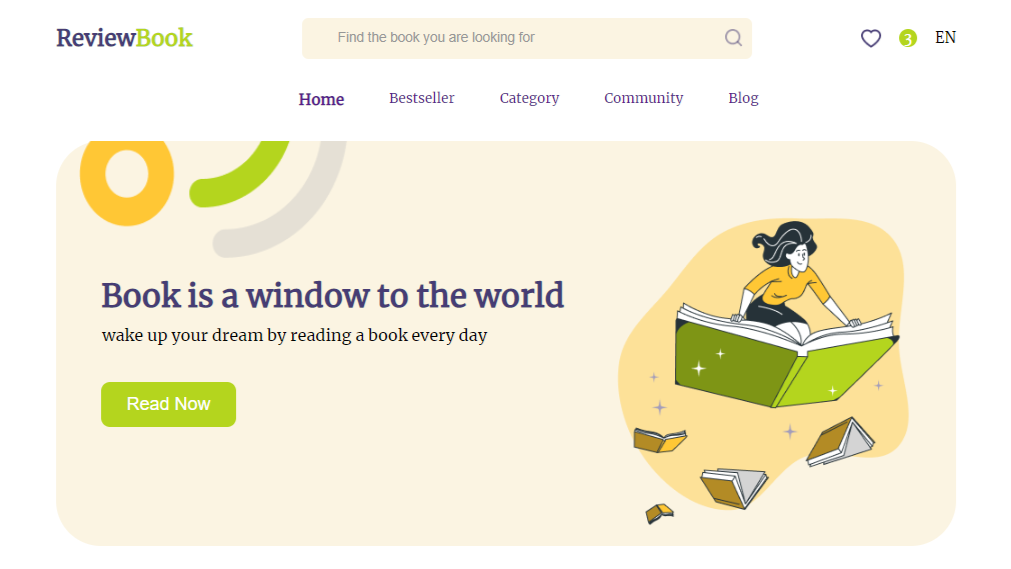 ReviewBook
Find the book you are looking for
3
EN
Home
Bestseller
Category
Community
Blog
Book is a window to the world
wake up your dream by reading a book every day
Read Now